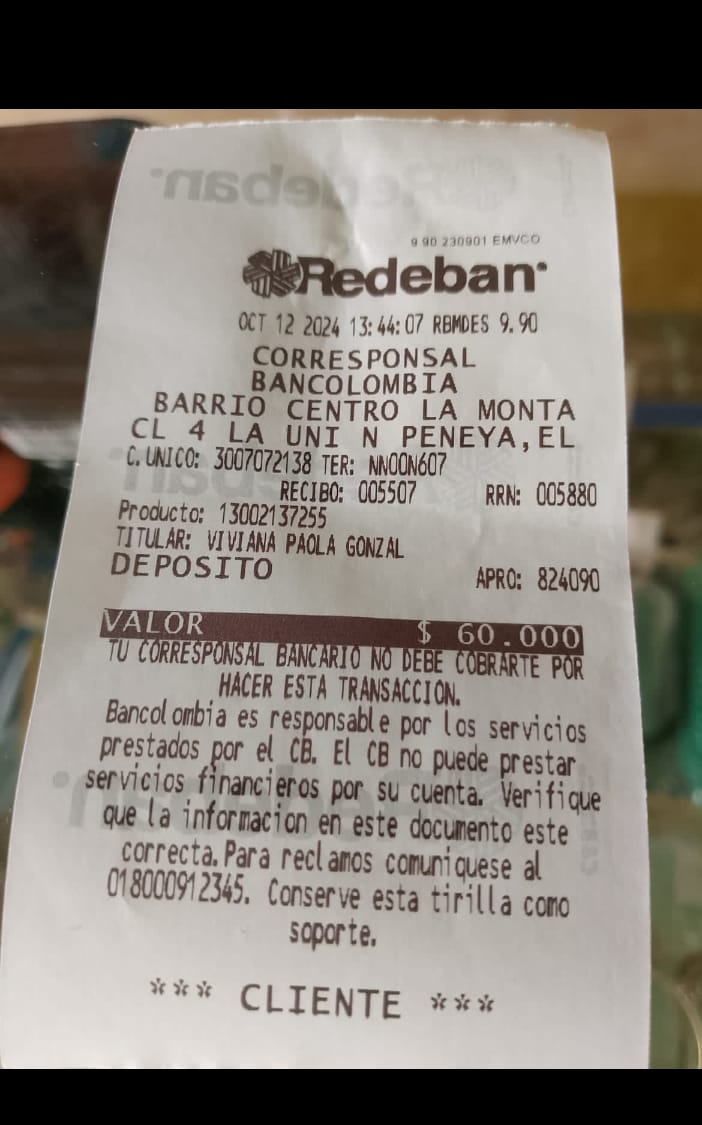 9 90 230901 EMVCO
Redeban
OCT 12 2024 13:44:07 RBMDES 9.90
CORRESPONSAL
BANCOLOMBIA
BARRIO CENTRO LA MONTA
CL 4 LA UNI N PENEYA,EL
C.UNICO: 3007072138 TER: NN00N607
RECIBO: 005507 RRN: 005880
Producto: 13002137255
TITULAR: VIVIANA PAOLA GONZAL
DEPOSITO APRO: 824090
VALOR $ 60.000
TU CORRESPONSAL BANCARIO NO DEBE COBRARTE POR
HACER ESTA TRANSACCION.
Bancolombia es responsable por los servicios
prestados por el CB. El CB no puede prestar
servicios financieros por su cuenta. Verifique
que la informacion en este documento este
correcta.Para reclamos comuniquese al
018000912345. Conserve esta tirilla como
soporte.
*** CLIENTE ***